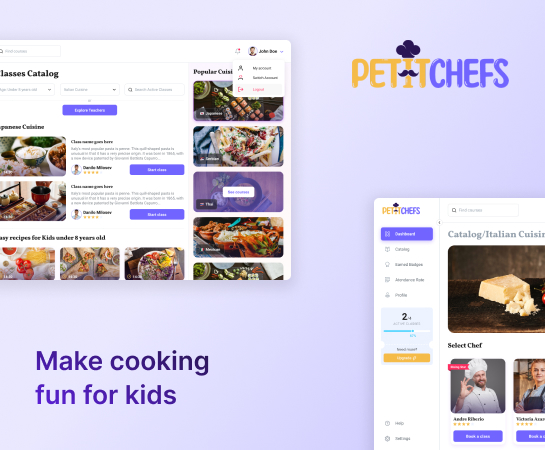 Find courses
John Doe
My account
Switch Account
Logout
lasses Catalog
Popular Cuisi
Under 8 years old
Italian Cuisine
Search Active Classes
or
Explore Teachers
panese Cuisine
Class name goes here
Italy's most popular pasta is penne. This quill-shaped pasta is
unusual in that it has a very precise origin. It was born in 1865, with
a new device patented by Giovanni Battista Capurro...
Danilo Milosev
Start class
Class name goes here
Italy's most popular pasta is penne. This quill-shaped pasta is
unusual in that it has a very precise origin. It was born in 1865, with
a new device patented by Giovanni Battista Capurro...
Danilo Milosev
Start class
asy recipes for Kids under 8 years old
Japanese
See courses
Thai
Mexican
PETITCHEFS
Make cooking
fun for kids
PETITCHEFS
Dashboard
Catalog
Earned Badges
Attendance Rate
Profile
2/4
Need more?
Upgrade
Help
Settings
Find courses
Catalog/Italian Cuisin
Select Chef
Andre Riberio
Book a class
Victoria Azar
Book a c